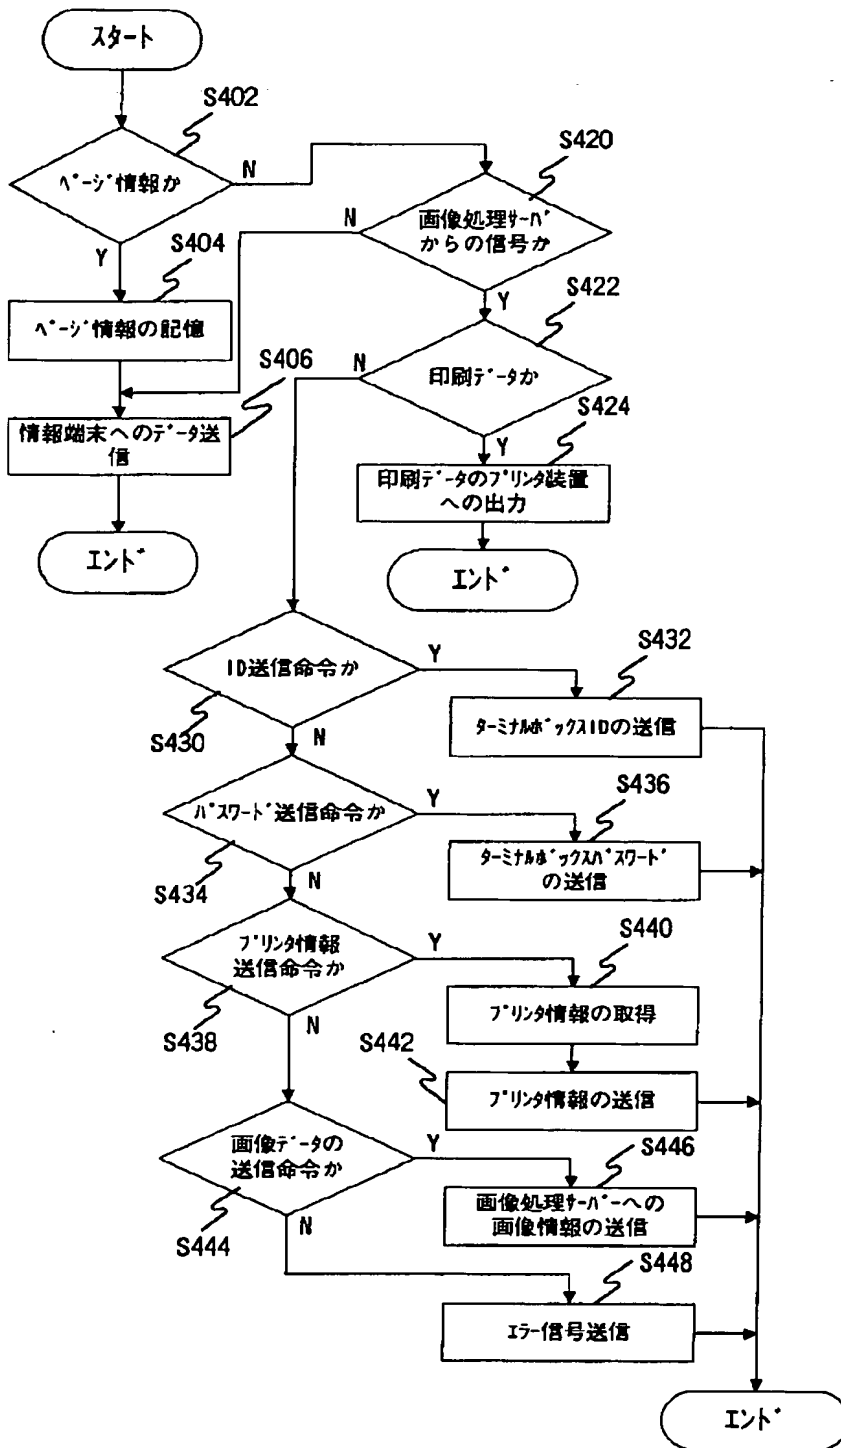 スタート
S402
ページ情報か
N
Y
S420
画像処理サーバ
からの信号か
N
Y
S404
ページ情報の記憶
S422
印刷データか
N
Y
S406
情報端末へのデータ送
信
S424
印刷データのプリンタ装置
への出力
エンド
エンド
ID送信命令か
Y
S430
N
S432
ターミナルボックスIDの送信
パスワード送信命令か
Y
S434
N
S436
ターミナルボックスパスワード
の送信
プリンタ情報
送信命令か
Y
S438
N
S440
プリンタ情報の取得
S442
プリンタ情報の送信
画像データの
送信命令か
Y
S444
N
S446
画像処理サーバーへの
画像情報の送信
S448
エラー信号送信
エンド